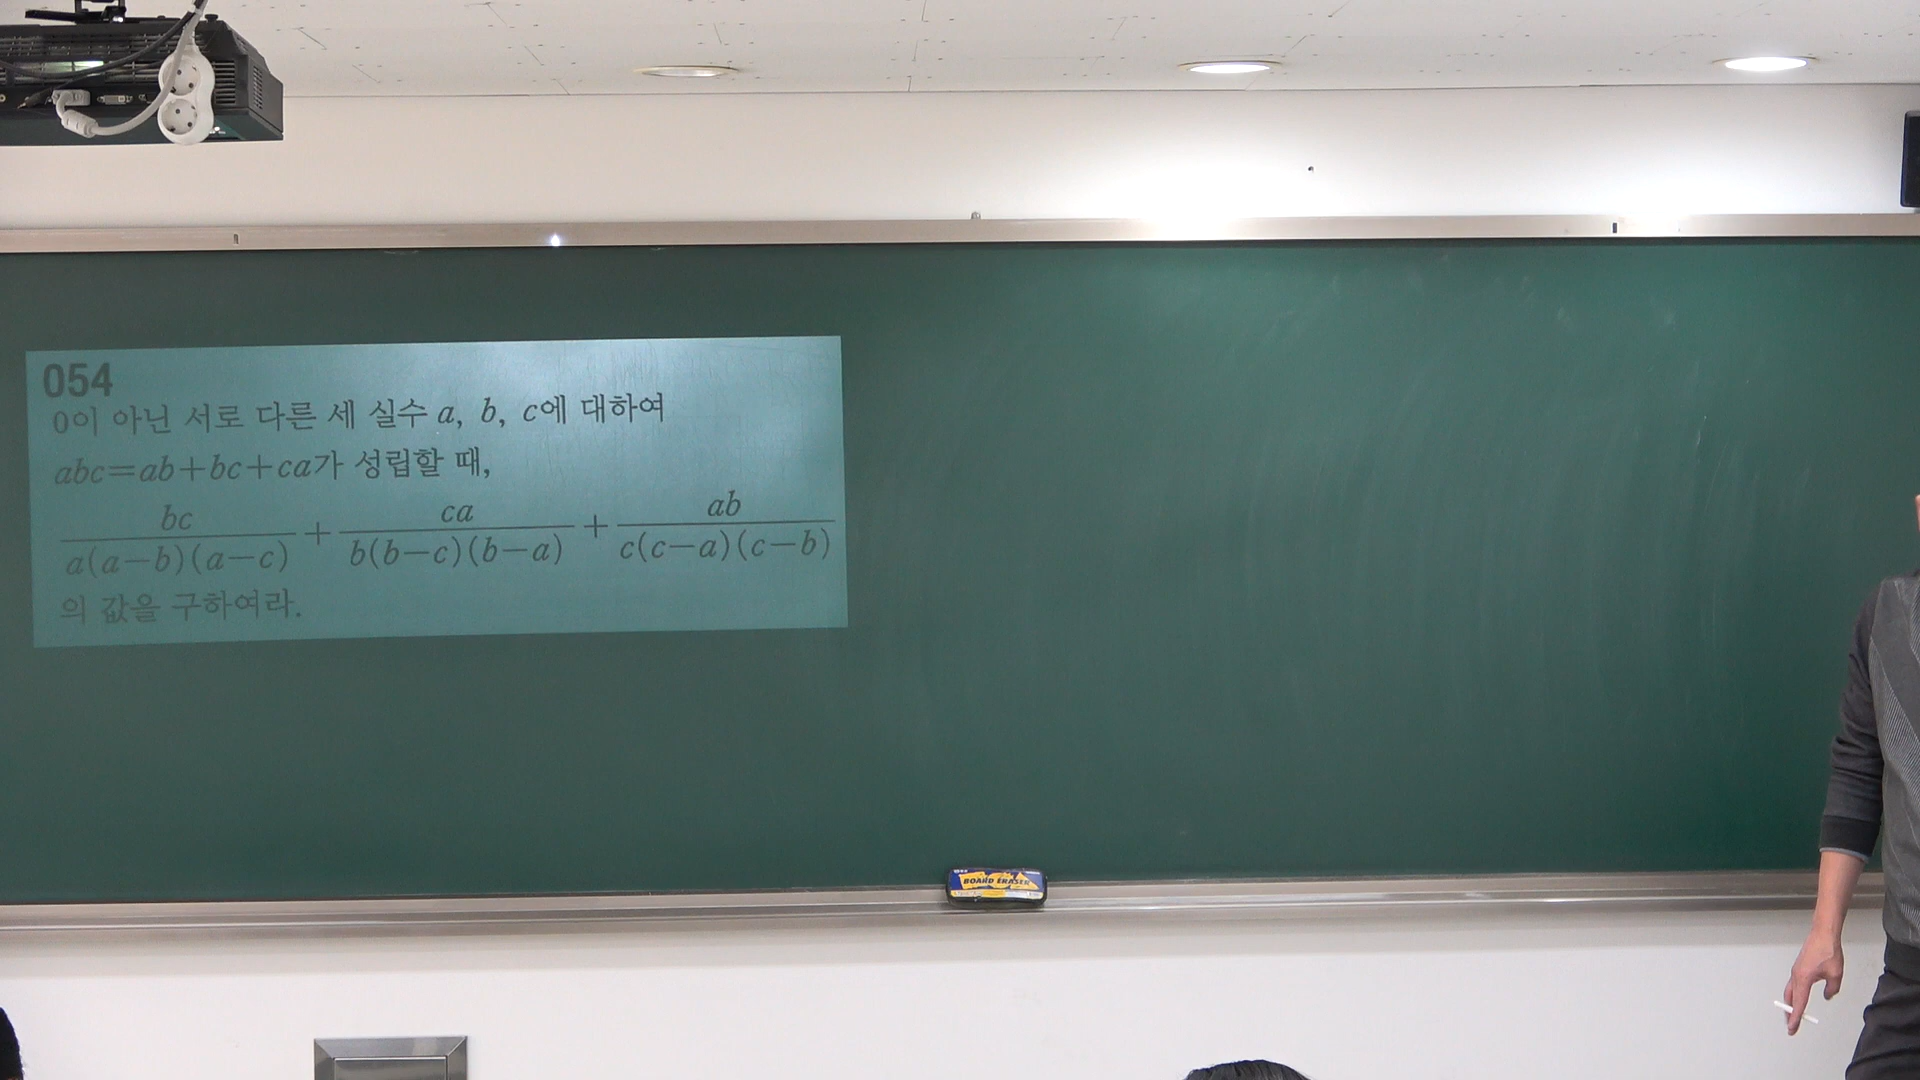 054
0이 아닌 서로 다른 세 실수 a, b, c에 대하여
abc=ab+bc+ca가 성립할 때,
bc/a(a-b)(a-c) + ca/b(b-c)(b-a) + ab/c(c-a)(c-b)
의 값을 구하여라.
BOARD ERASER